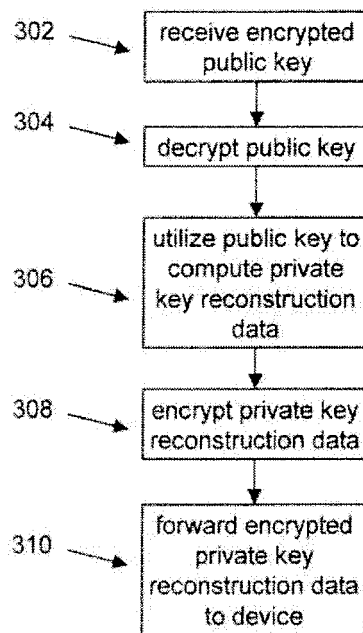 302
receive encrypted
public key
304
decrypt public key
306
utilize public key to
compute private
key reconstruction
data
308
encrypt private key
reconstruction data
310
forward encrypted
private key
reconstruction data
to device